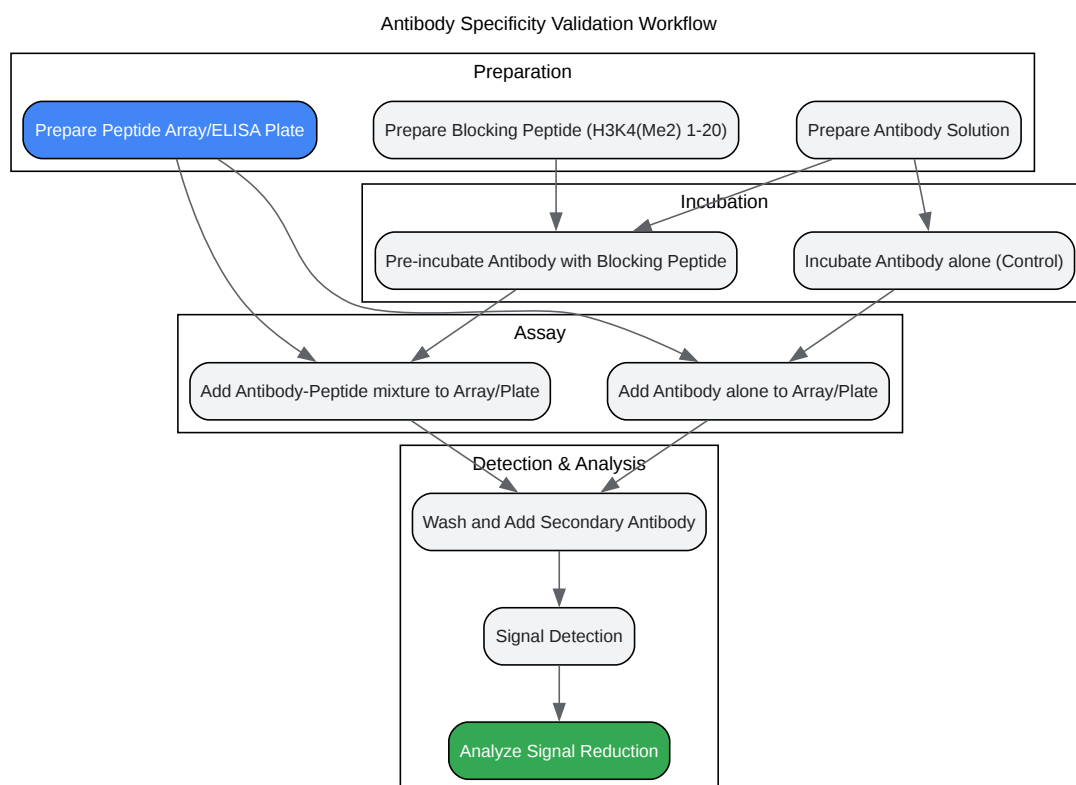 Antibody Specificity Validation Workflow
Preparation
Prepare Peptide Array/ELISA Plate
Prepare Blocking Peptide (H3K4(Me2) 1-20)
Prepare Antibody Solution
Incubation
Pre-incubate Antibody with Blocking Peptide
Incubate Antibody alone (Control)
Assay
Add Antibody-Peptide mixture to Array/Plate
Add Antibody alone to Array/Plate
Detection & Analysis
Wash and Add Secondary Antibody
Signal Detection
Analyze Signal Reduction